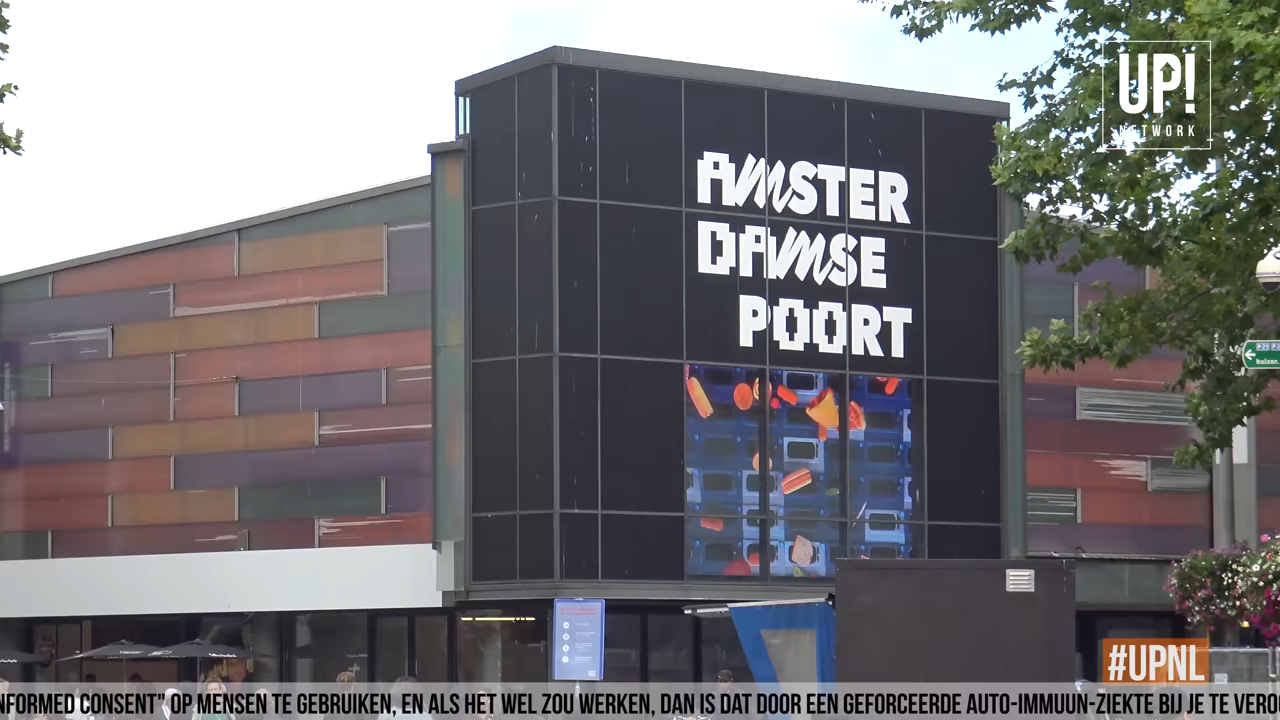 UP!
NETWORK
AMSTER
DAMSE
POORT
huisnr.
#UPNL
NFORMED CONSENT" OP MENSEN TE GEBRUIKEN, EN ALS HET WEL ZOU WERKEN, DAN IS DAT DOOR EEN GEFORCEERDE AUTO-IMMUUN-ZIEKTE BIJ JE TE VERO